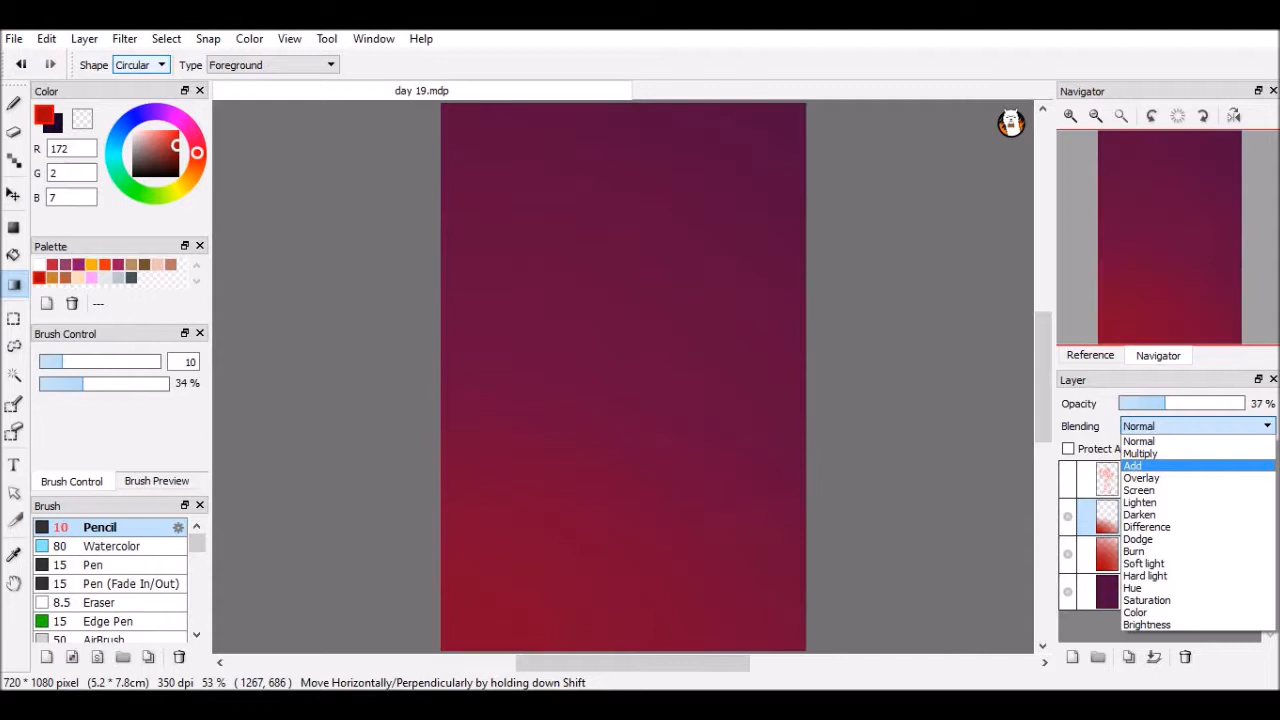 File Edit Layer Filter Select Snap Color View Tool Window Help
Shape Circular Type Foreground
Color
day 19.mdp
Navigator
R 172
G 2
B 7
Palette
---
Brush Control
10
34 %
Reference Navigator
Layer
Opacity 37 %
Blending Normal
Normal
Protect A
Multiply
Add
Overlay
Screen
Lighten
Darken
Difference
Dodge
Burn
Soft light
Hard light
Hue
Saturation
Color
Brightness
Brush Control Brush Preview
Brush
10 Pencil
80 Watercolor
15 Pen
15 Pen (Fade In/Out)
8.5 Eraser
15 Edge Pen
50 AirBrush
T
720 * 1080 pixel (5.2 * 7.8cm) 350 dpi 53 % ( 1267, 686 ) Move Horizontally/Perpendicularly by holding down Shift